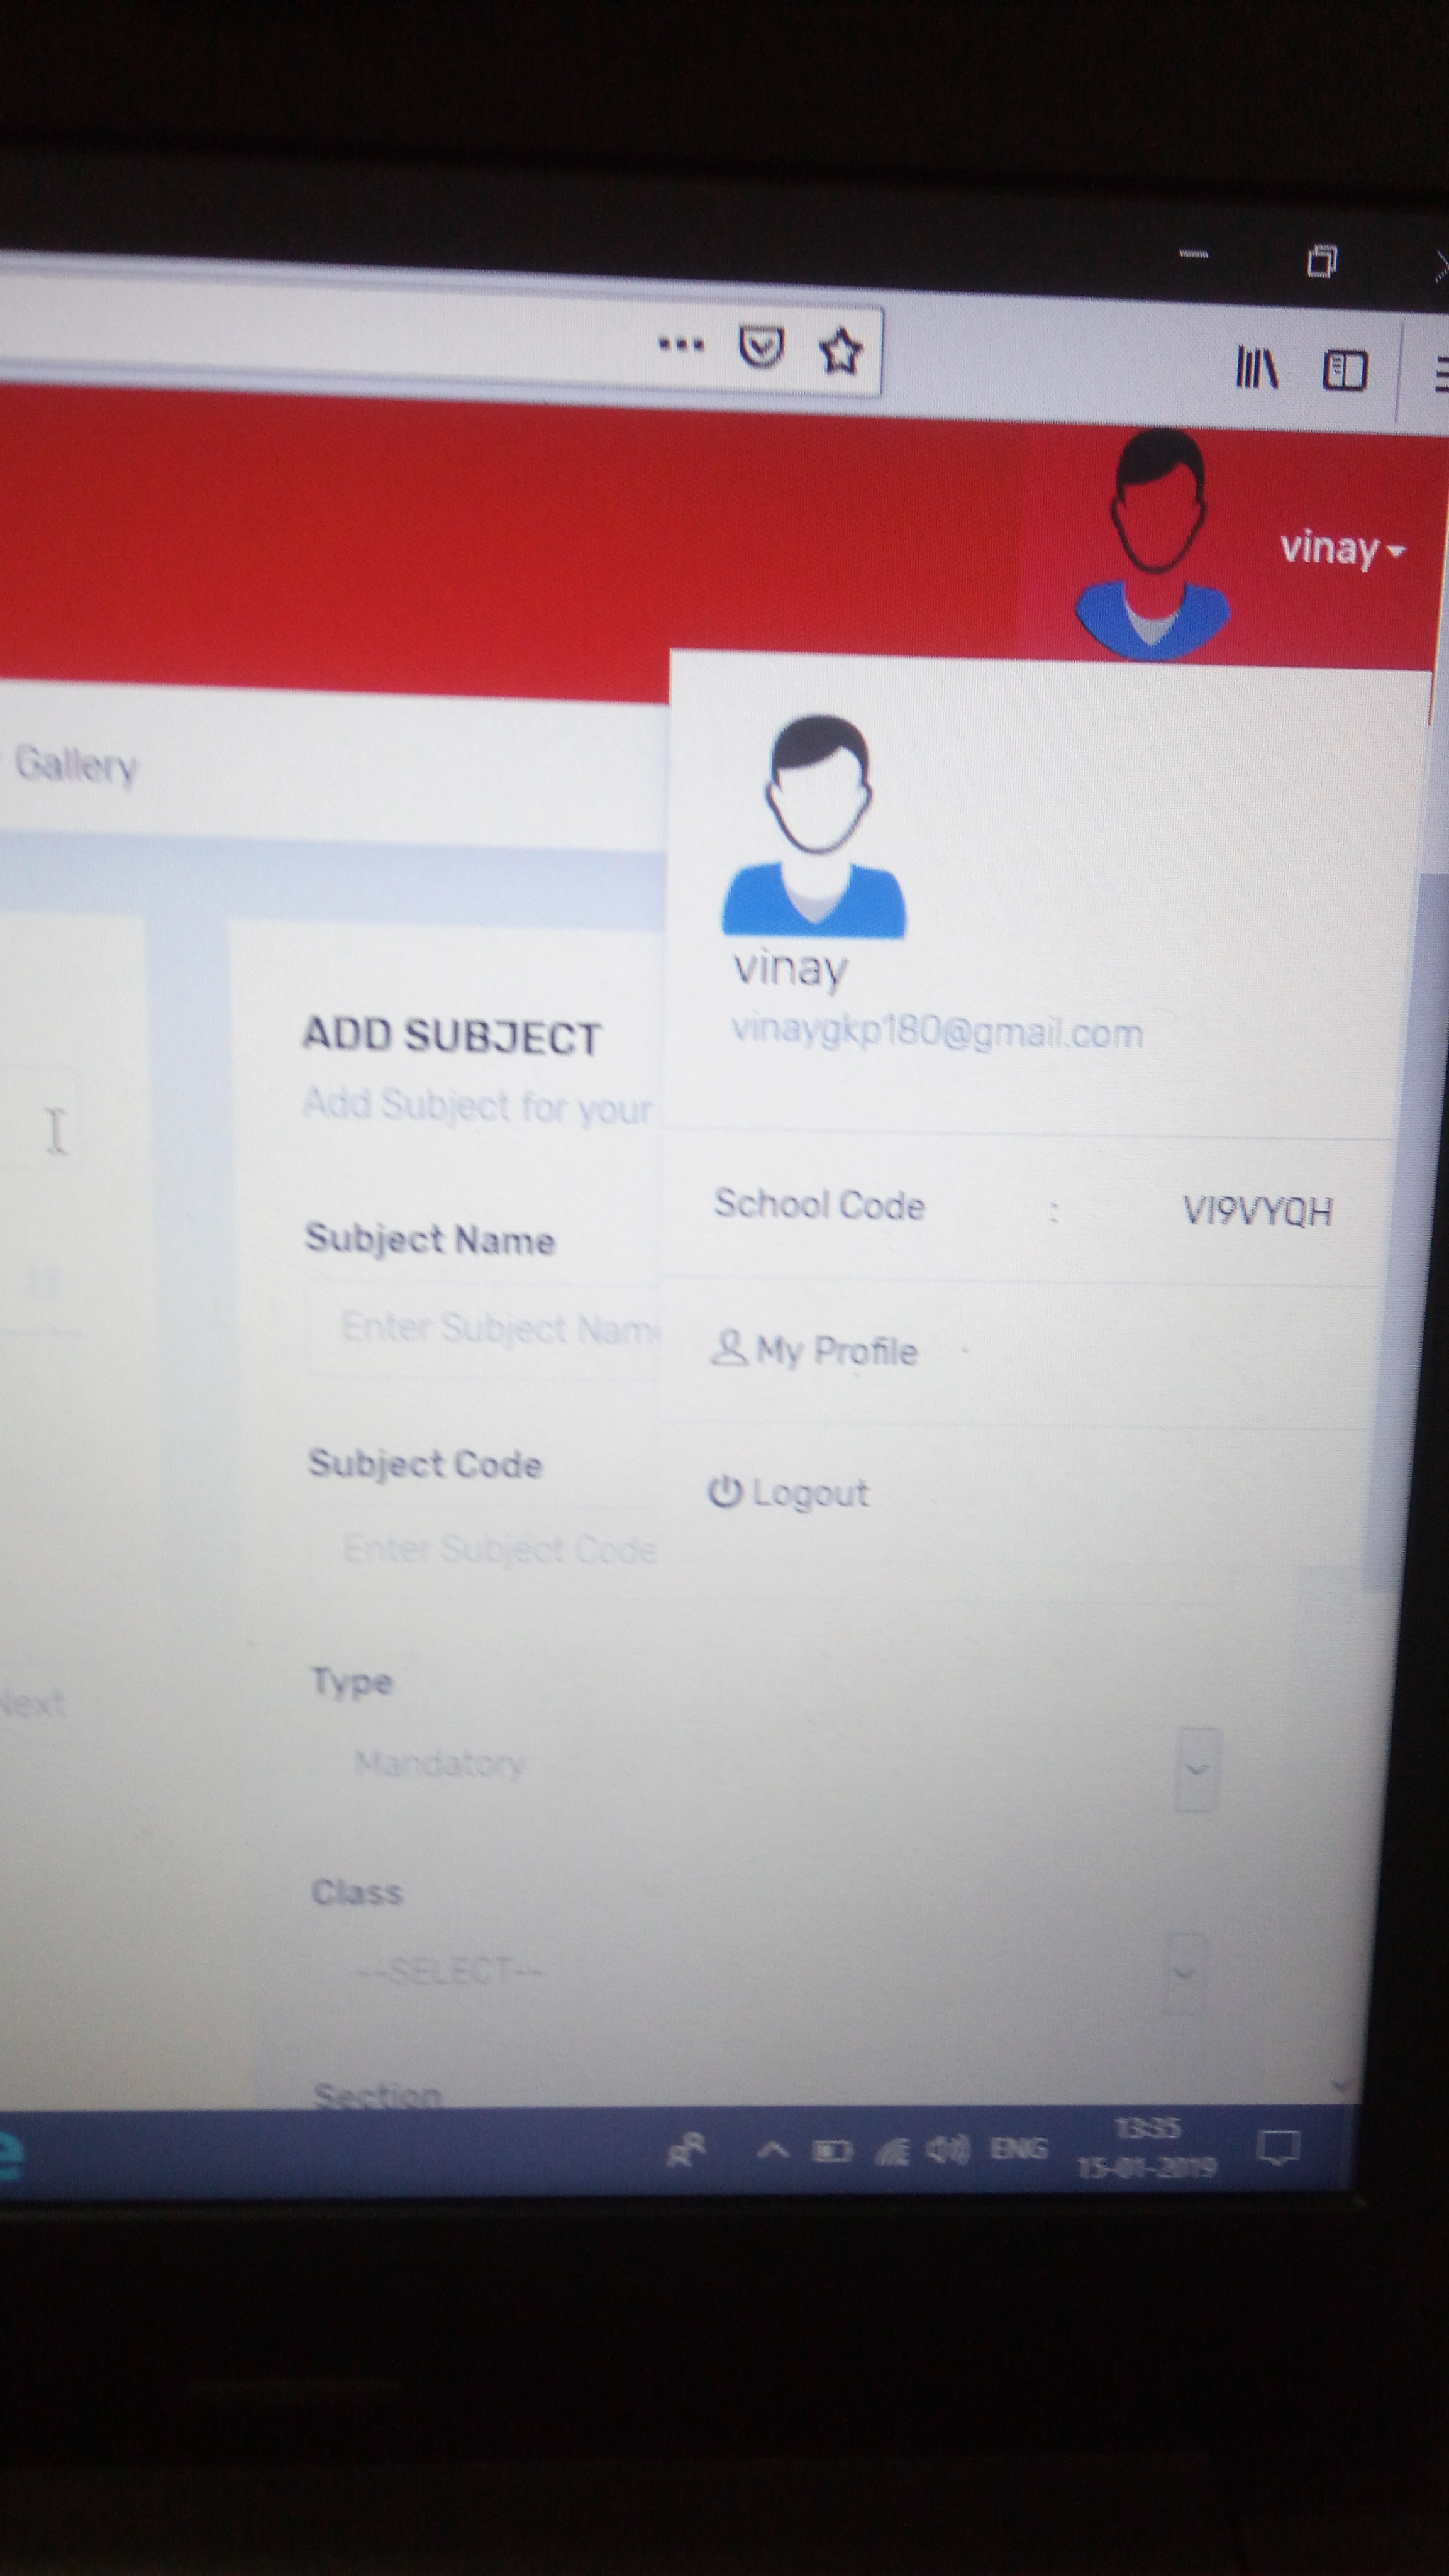 vinay
Gallery
vinay
vinaygkp180@gmail.com
ADD SUBJECT
Add Subject for your
School Code : VI9VYQH
Subject Name
Enter Subject Nam
My Profile
Subject Code
Logout
Enter Subject Code
Type
Next
Mandatory
Class
--SELECT--
Section
ENG
13:35
15-01-2019